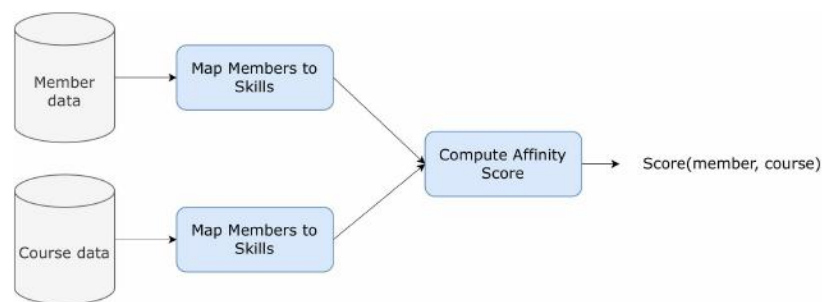 Member
data
Map Members to
Skills
Compute Affinity
Score
Score(member, course)
Course data
Map Members to
Skills